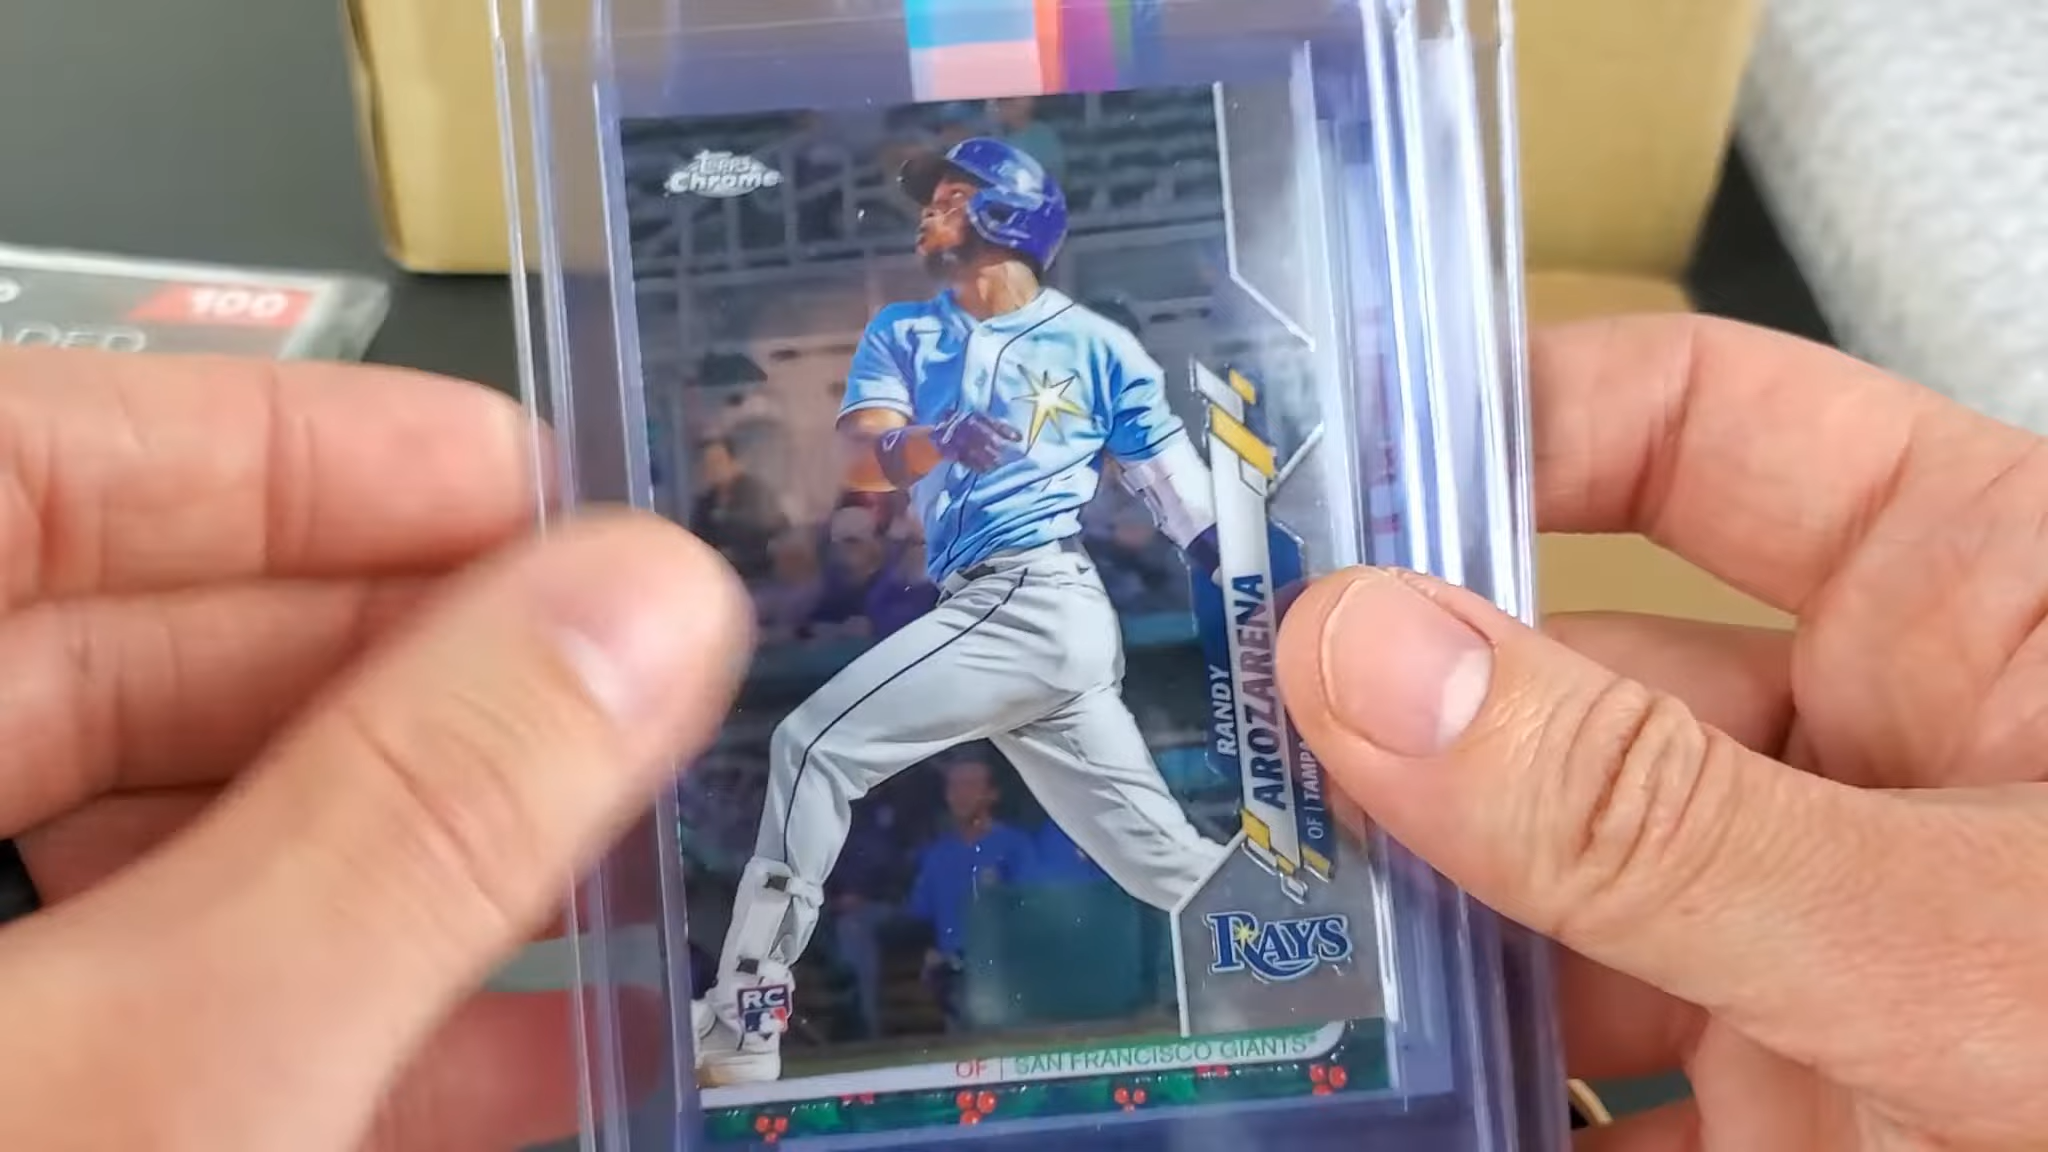 Topps
Chrome
100
RANDY
AROZARENA
OF | TAMPA
RAYS
RC
OF | SAN FRANCISCO GIANTS®